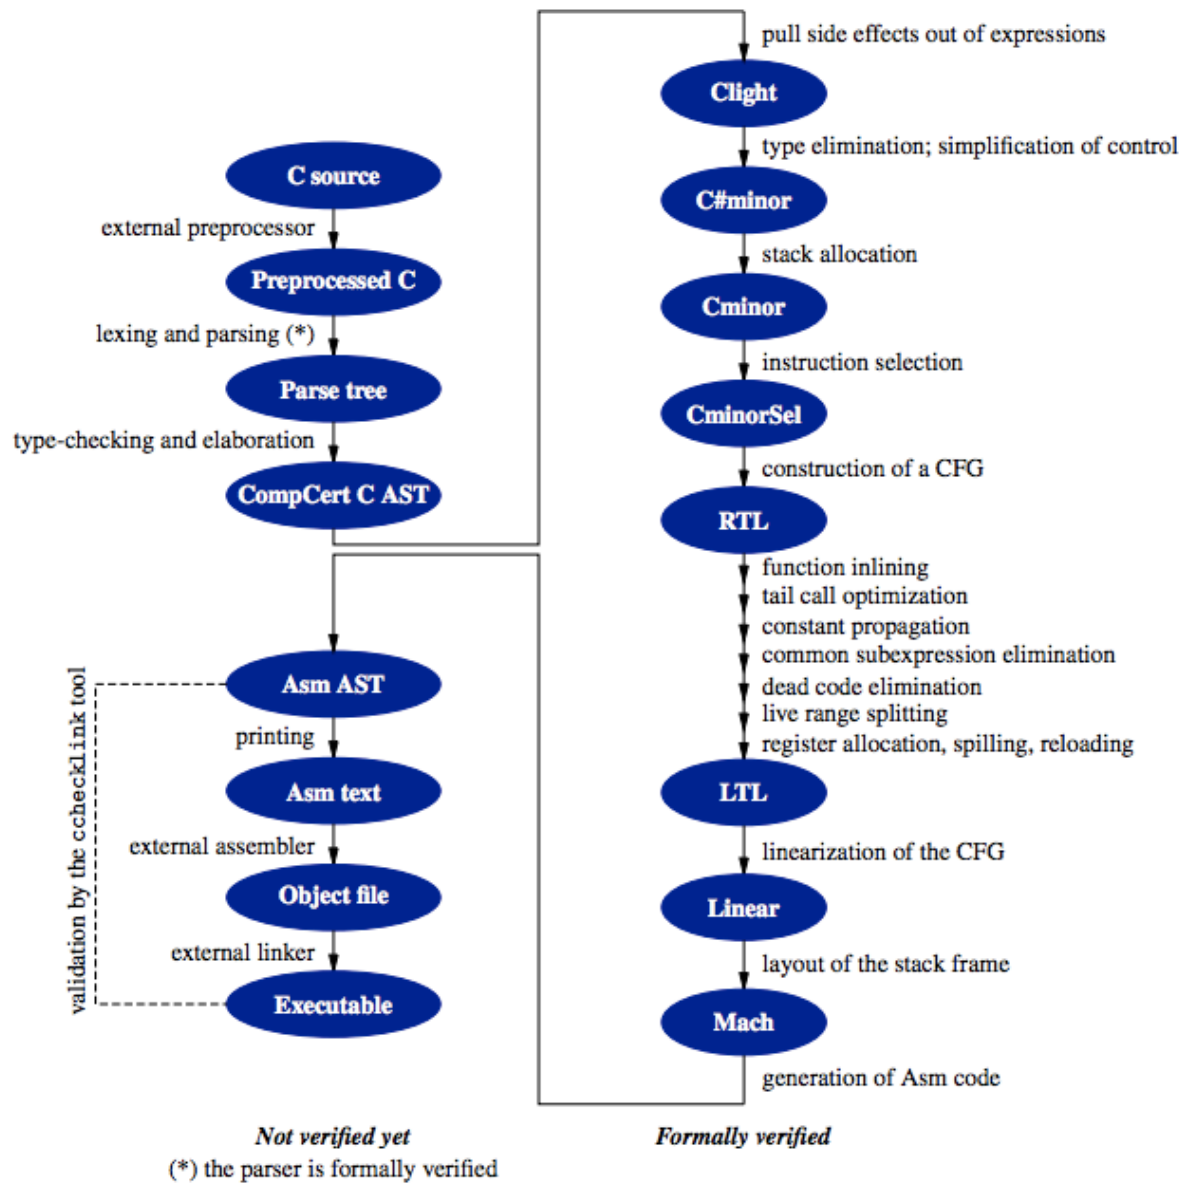 C source
external preprocessor
Preprocessed C
lexing and parsing (*)
Parse tree
type-checking and elaboration
CompCert C AST
pull side effects out of expressions
Clight
type elimination; simplification of control
C#minor
stack allocation
Cminor
instruction selection
CminorSel
construction of a CFG
RTL
function inlining
tail call optimization
constant propagation
common subexpression elimination
dead code elimination
live range splitting
register allocation, spilling, reloading
LTL
linearization of the CFG
Linear
layout of the stack frame
Mach
generation of Asm code
Asm AST
printing
Asm text
external assembler
Object file
external linker
Executable
validation by the cchecklink tool
Not verified yet
(*) the parser is formally verified
Formally verified